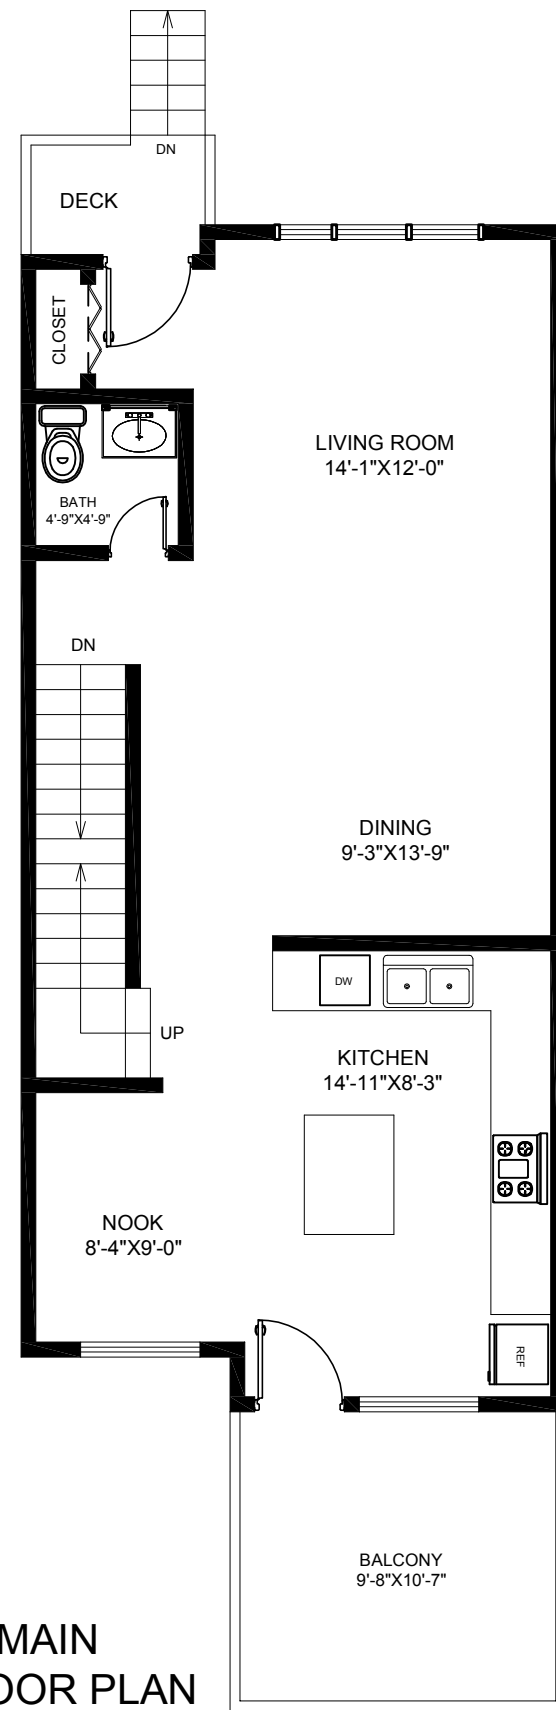 DN
DECK
CLOSET
LIVING ROOM
14'-1"X12'-0"
BATH
4'-9"X4'-9"
DN
DINING
9'-3"X13'-9"
DW
UP
KITCHEN
14'-11"X8'-3"
NOOK
8'-4"X9'-0"
REF
BALCONY
9'-8"X10'-7"
MAIN
OOR PLAN